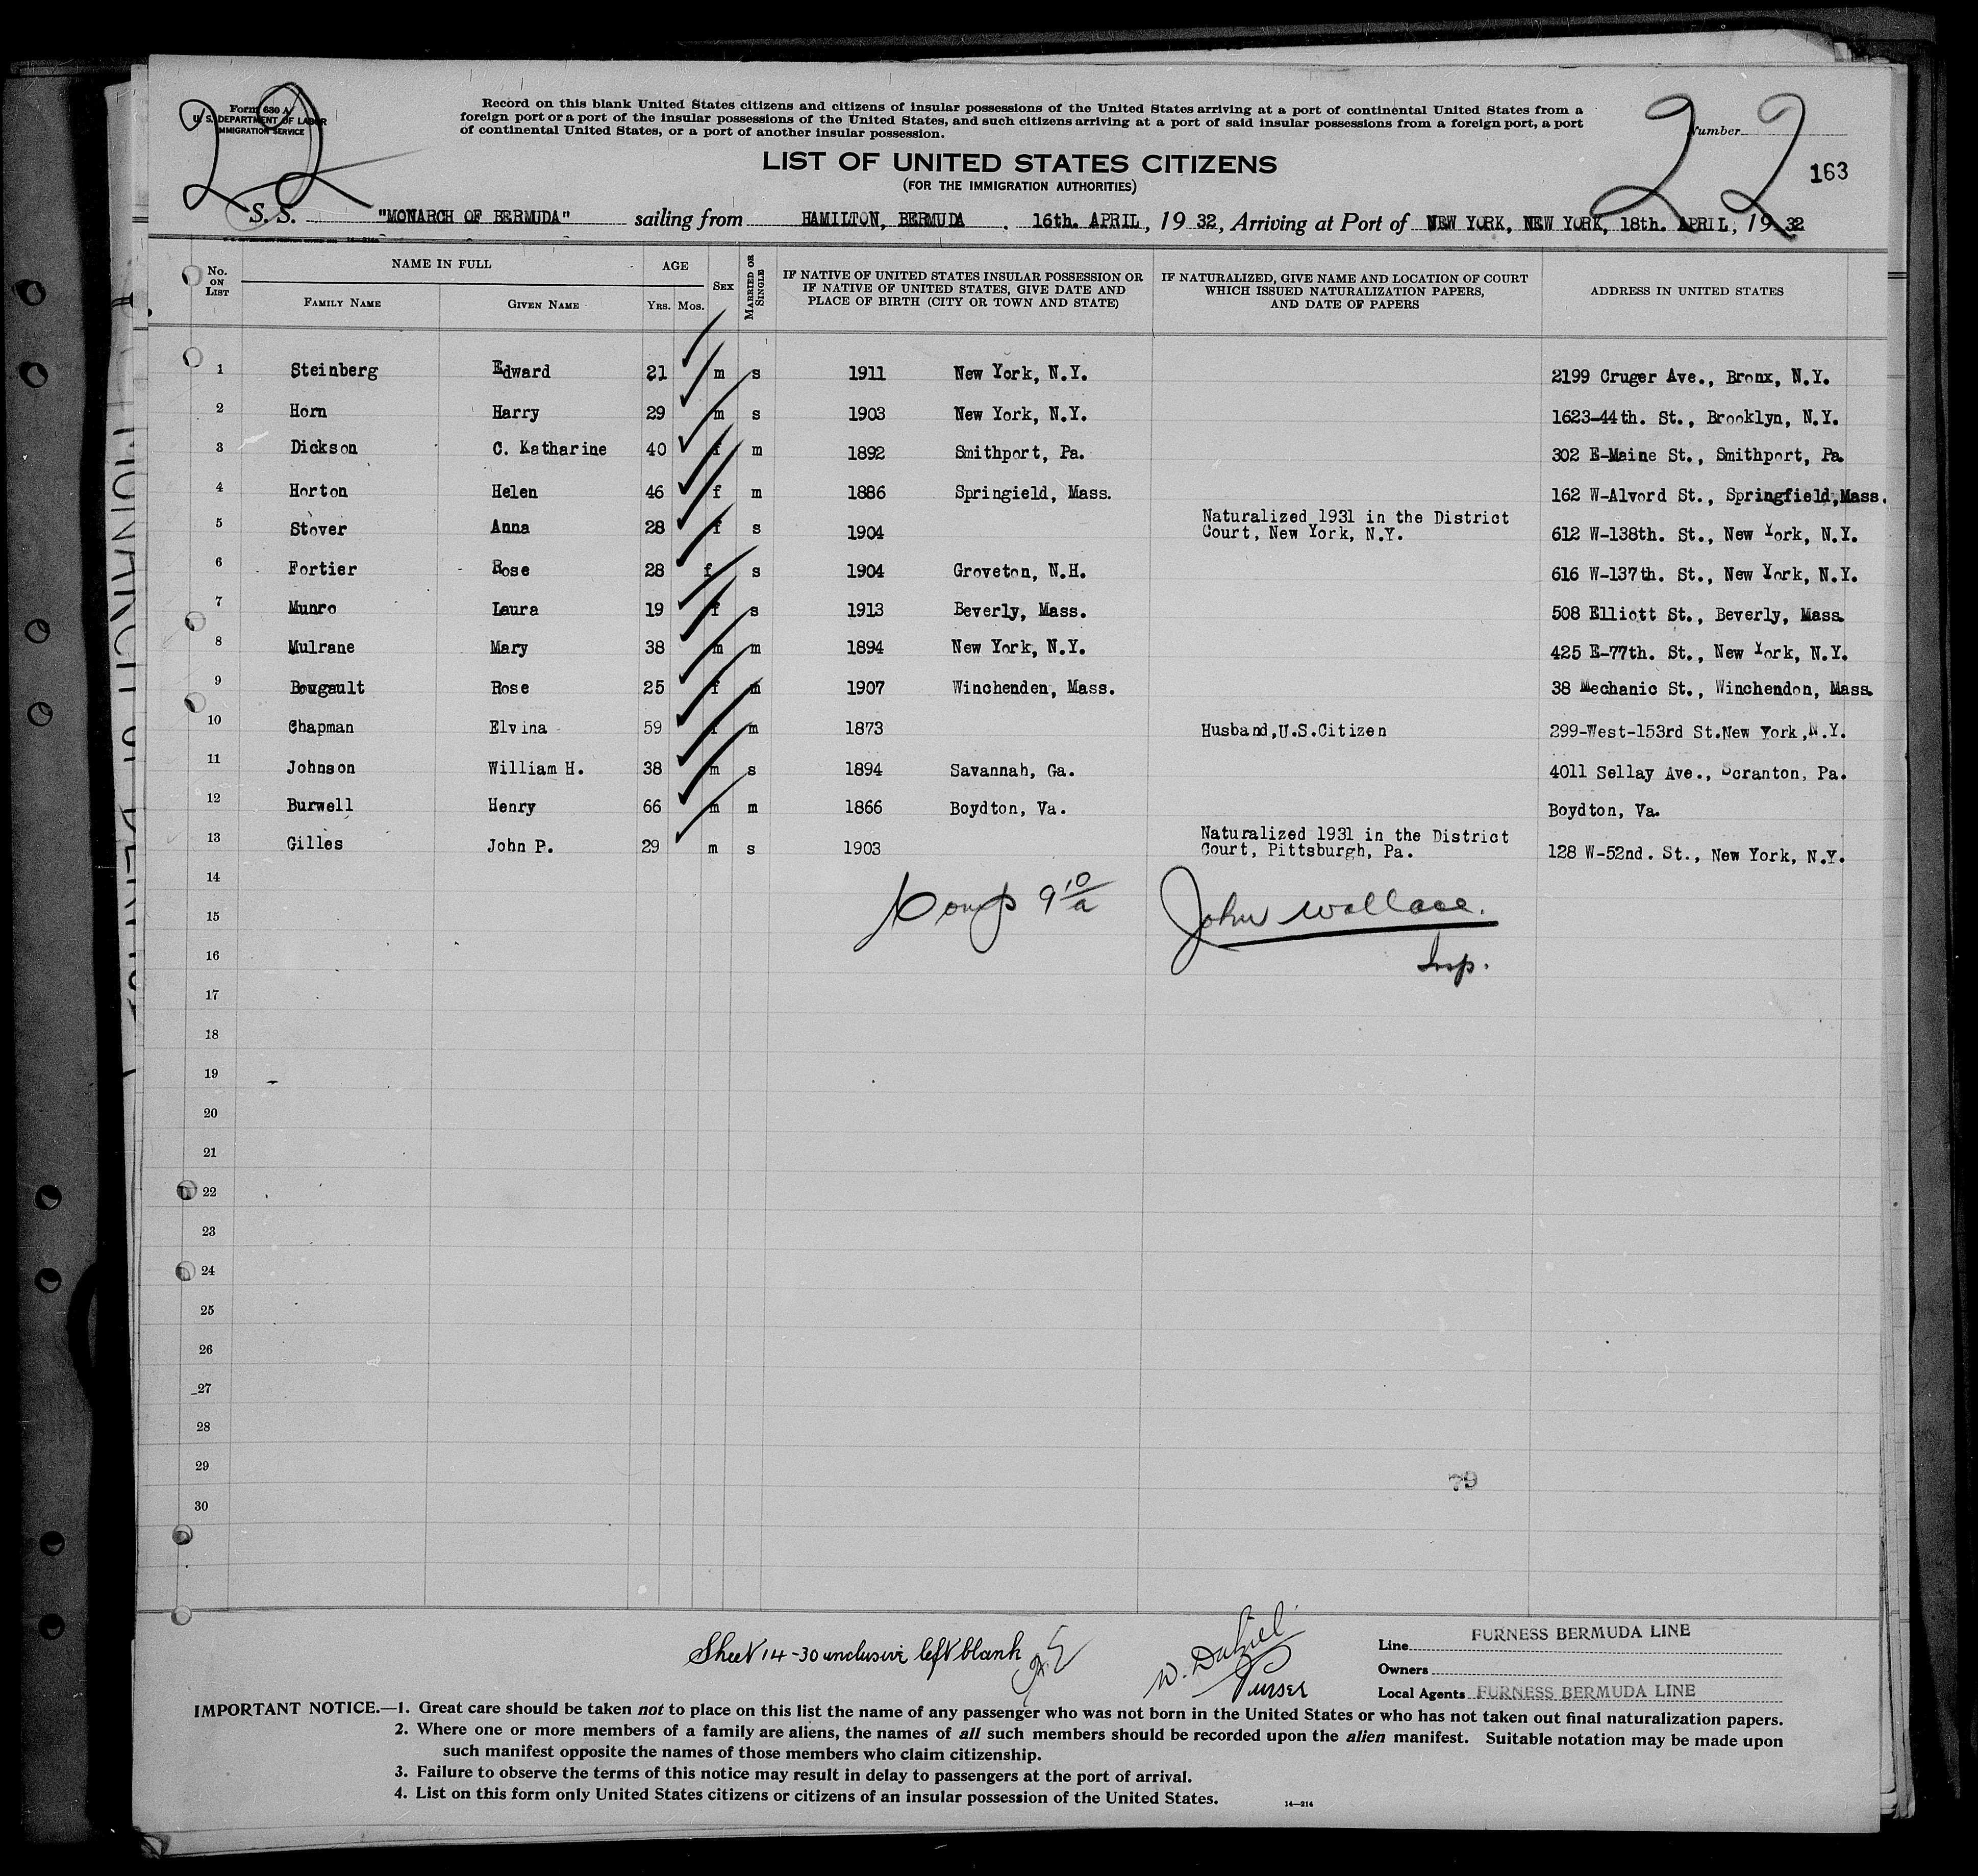 22
Form 630 A
U. S. DEPARTMENT OF LABOR
IMMIGRATION SERVICE
Record on this blank United States citizens and citizens of insular possessions of the United States arriving at a port of continental United States from a
foreign port or a port of the insular possessions of the United States, and such citizens arriving at a port of said insular possessions from a foreign port, a port
of continental United States, or a port of another insular possession.
Number
22
163
LIST OF UNITED STATES CITIZENS
(FOR THE IMMIGRATION AUTHORITIES)
S. S. "MONARCH OF BERMUDA" sailing from HAMILTON, BERMUDA. 16th. APRIL, 19 32, Arriving at Port of NEW YORK, NEW YORK, 18th. APRIL, 19 32
No. ON LIST NAME IN FULL FAMILY NAME GIVEN NAME AGE YRS. MOS. SEX MARRIED OR SINGLE IF NATIVE OF UNITED STATES INSULAR POSSESSION OR IF NATIVE OF UNITED STATES, GIVE DATE AND PLACE OF BIRTH (CITY OR TOWN AND STATE) IF NATURALIZED, GIVE NAME AND LOCATION OF COURT WHICH ISSUED NATURALIZATION PAPERS, AND DATE OF PAPERS ADDRESS IN UNITED STATES
1 Steinberg Edward 21 m s 1911 New York, N.Y. 2199 Cruger Ave., Bronx, N.Y.
2 Horn Harry 29 m s 1903 New York, N.Y. 1623-44th. St., Brooklyn, N.Y.
3 Dickson C. Katharine 40 f m 1892 Smithport, Pa. 302 E-Maine St., Smithport, Pa.
4 Horton Helen 46 f m 1886 Springield, Mass. 162 W-Alvord St., Springfield,Mass.
5 Stover Anna 28 f s 1904 Naturalized 1931 in the District Court, New York, N.Y. 612 W-138th. St., New York, N.Y.
6 Fortier Rose 28 f s 1904 Groveton, N.H. 616 W-137th. St., New York, N.Y.
7 Munro Laura 19 f s 1913 Beverly, Mass. 508 Elliott St., Beverly, Mass.
8 Mulrane Mary 38 m m 1894 New York, N.Y. 425 E-77th. St., New York, N.Y.
9 Bougault Rose 25 f m 1907 Winchenden, Mass. 38 Mechanic St., Winchendon, Mass.
10 Chapman Elvina 59 f m 1873 Husband,U.S.Citizen 299-West-153rd St.New York,N.Y.
11 Johnson William H. 38 m s 1894 Savannah, Ga. 4011 Sellay Ave., Scranton, Pa.
12 Burwell Henry 66 m m 1866 Boydton, Va. Boydton, Va.
13 Gilles John P. 29 m s 1903 Naturalized 1931 in the District Court, Pittsburgh, Pa. 128 W-52nd. St., New York, N.Y.
14
15 Comp 9 10/a John Wallace.
16 Insp.
17
18
19
20
21
22
23
24
25
26
27
28
29
30
79
Sheet 14-30 unclusive left blank
W. Dalziel
Purser
Line FURNESS BERMUDA LINE
Owners
Local Agents FURNESS BERMUDA LINE
IMPORTANT NOTICE.—1. Great care should be taken not to place on this list the name of any passenger who was not born in the United States or who has not taken out final naturalization papers.
2. Where one or more members of a family are aliens, the names of all such members should be recorded upon the alien manifest. Suitable notation may be made upon
such manifest opposite the names of those members who claim citizenship.
3. Failure to observe the terms of this notice may result in delay to passengers at the port of arrival.
4. List on this form only United States citizens or citizens of an insular possession of the United States.
14—214